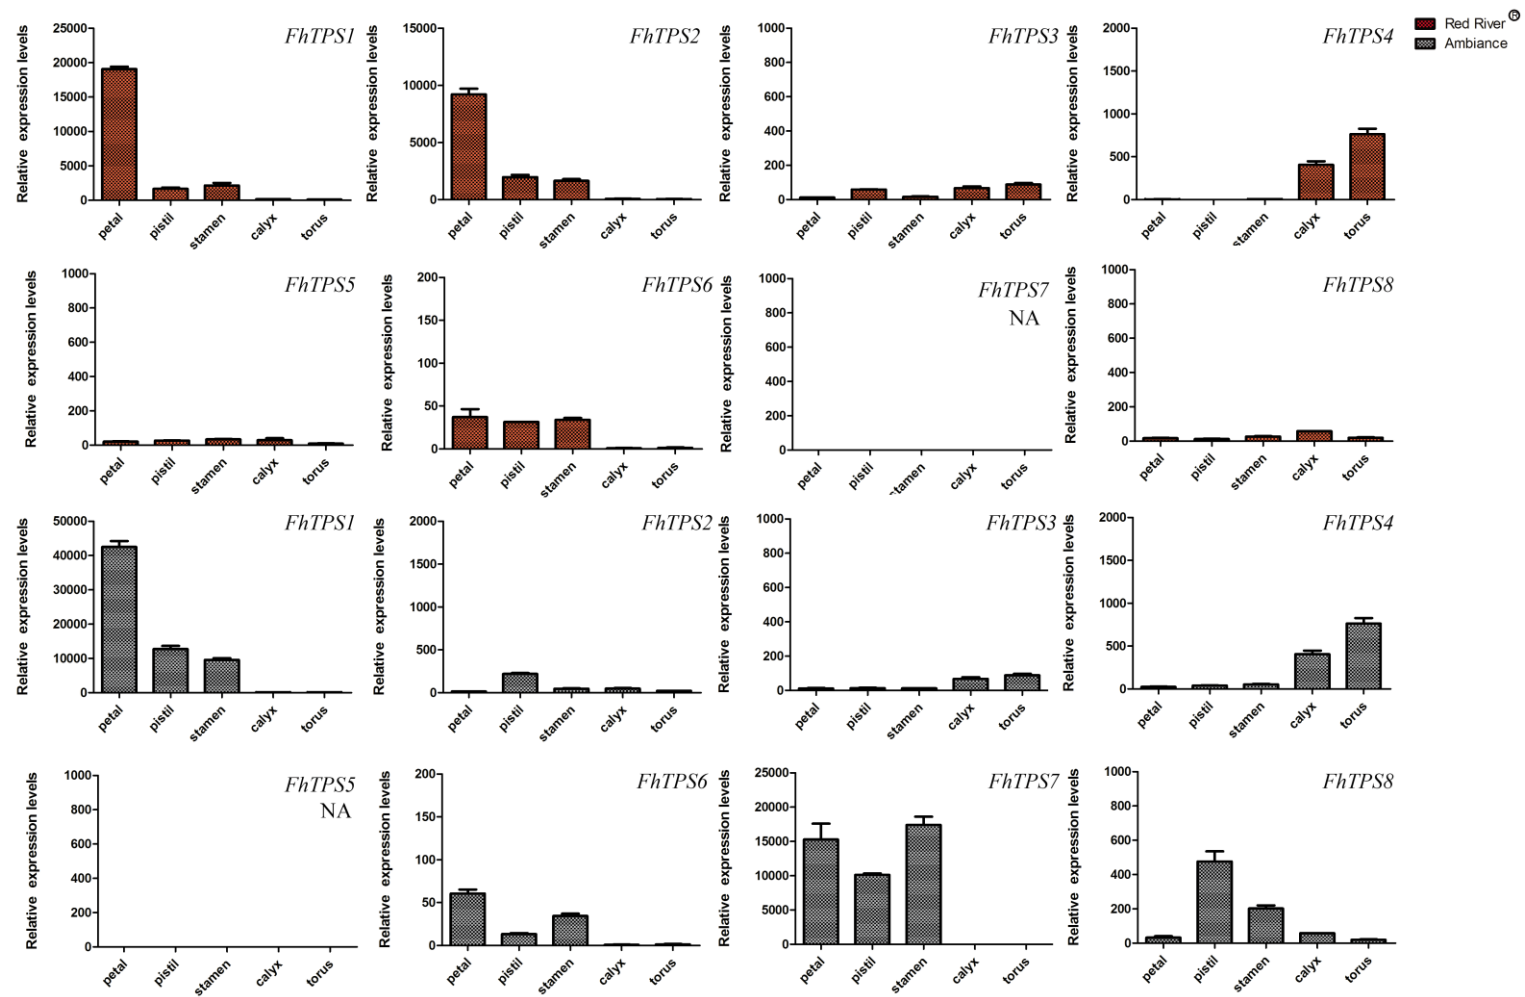 Red River ®
Ambiance
Relative expression levels
25000
20000
15000
10000
5000
0
petal
pistil
stamen
calyx
torus
FhTPS1
Relative expression levels
15000
10000
5000
0
petal
pistil
stamen
calyx
torus
FhTPS2
Relative expression levels
1000
800
600
400
200
0
petal
pistil
stamen
calyx
torus
FhTPS3
Relative expression levels
2000
1500
1000
500
0
petal
pistil
stamen
calyx
torus
FhTPS4
Relative expression levels
1000
800
600
400
200
0
petal
pistil
stamen
calyx
torus
FhTPS5
Relative expression levels
200
150
100
50
0
petal
pistil
stamen
calyx
torus
FhTPS6
Relative expression levels
1000
800
600
400
200
0
petal
pistil
stamen
calyx
torus
FhTPS7
NA
Relative expression levels
1000
800
600
400
200
0
petal
pistil
stamen
calyx
torus
FhTPS8
Relative expression levels
50000
40000
30000
20000
10000
0
petal
pistil
stamen
calyx
torus
FhTPS1
Relative expression levels
2000
1500
1000
500
0
petal
pistil
stamen
calyx
torus
FhTPS2
Relative expression levels
1000
800
600
400
200
0
petal
pistil
stamen
calyx
torus
FhTPS3
Relative expression levels
2000
1500
1000
500
0
petal
pistil
stamen
calyx
torus
FhTPS4
Relative expression levels
1000
800
600
400
200
0
petal
pistil
stamen
calyx
torus
FhTPS5
NA
Relative expression levels
200
150
100
50
0
petal
pistil
stamen
calyx
torus
FhTPS6
Relative expression levels
25000
20000
15000
10000
5000
0
petal
pistil
stamen
calyx
torus
FhTPS7
Relative expression levels
1000
800
600
400
200
0
petal
pistil
stamen
calyx
torus
FhTPS8